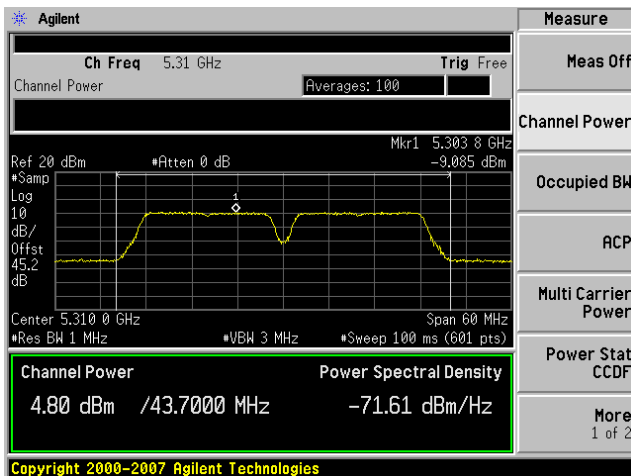 Agilent
Measure
Ch Freq 5.31 GHz Trig Free
Channel Power Averages: 100
Mkr1 5.303 8 GHz
Ref 20 dBm #Atten 0 dB -9.085 dBm
#Samp
Log
10
dB/
Offst
45.2
dB
1
Center 5.310 0 GHz Span 60 MHz
#Res BW 1 MHz #VBW 3 MHz #Sweep 100 ms (601 pts)
Channel Power Power Spectral Density
4.80 dBm /43.7000 MHz -71.61 dBm/Hz
Meas Off
Channel Power
Occupied BW
ACP
Multi Carrier
Power
Power Stat
CCDF
More
1 of 2
Copyright 2000-2007 Agilent Technologies